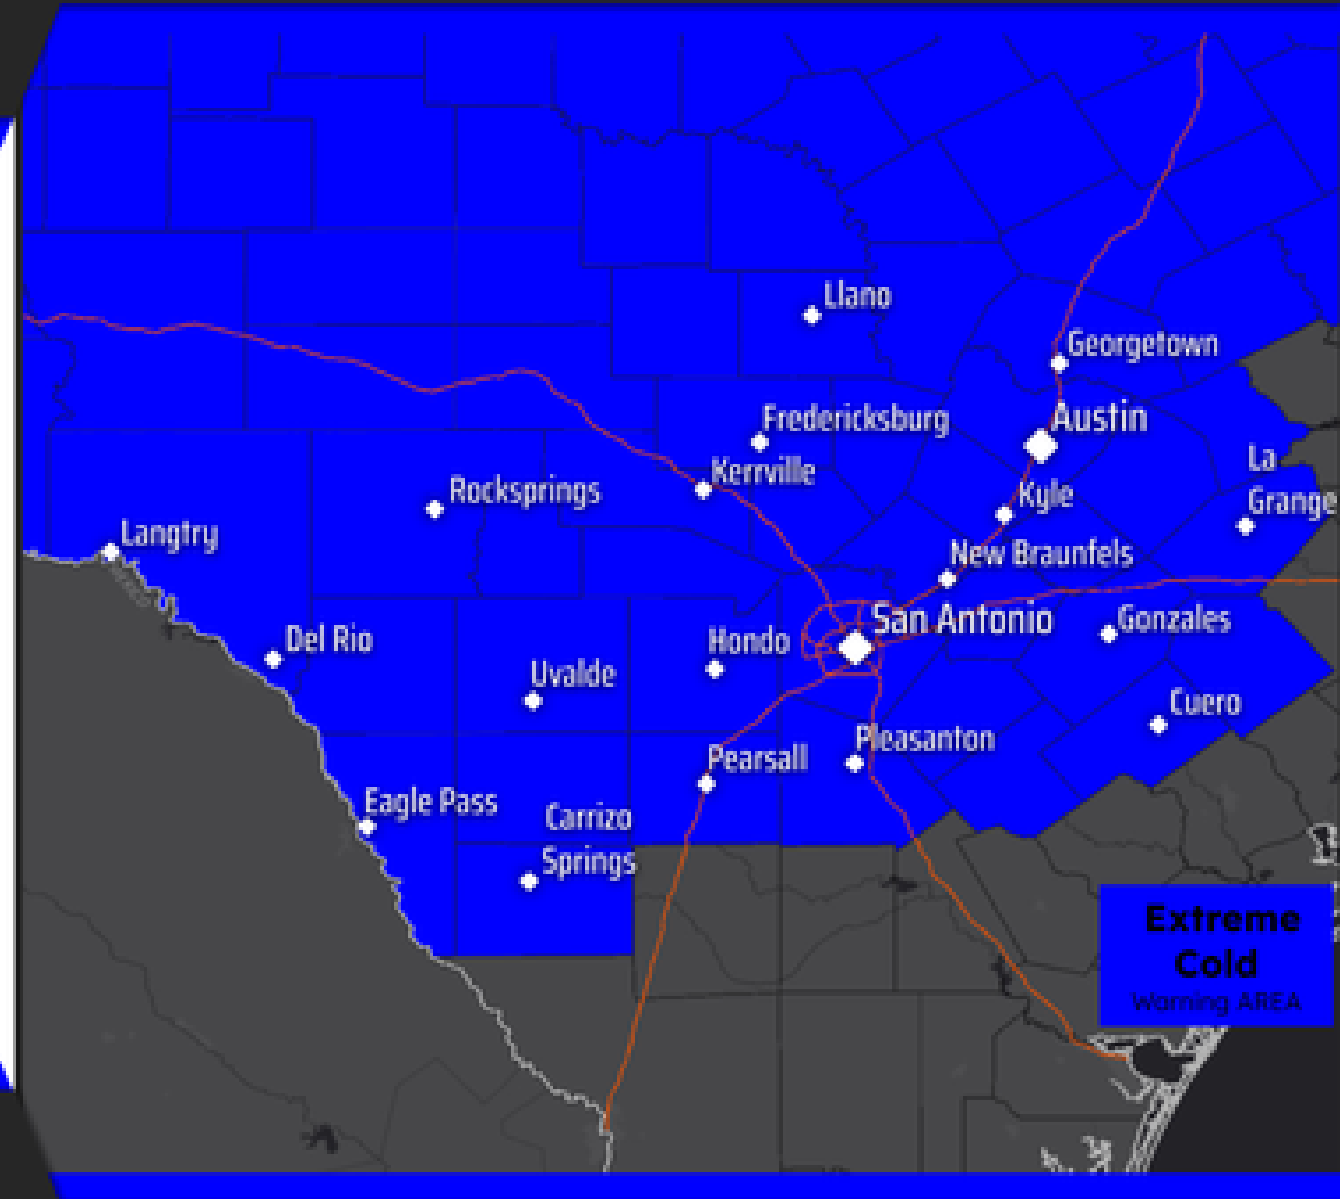 Llano
Georgetown
Austin
Fredericksburg
Kerrville
La
Grange
Rocksprings
Kyle
Langtry
New Braunfels
San Antonio
Gonzales
Del Rio
Hondo
Uvalde
Cuero
Pleasanton
Pearsall
Eagle Pass
Carrizo
Springs
Extreme
Cold
Warning AREA